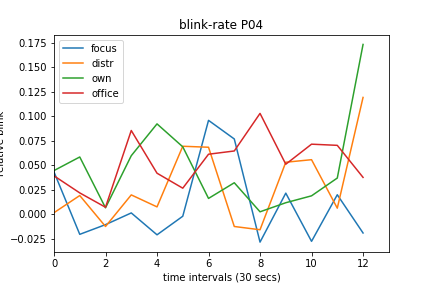 blink-rate P04
0.175
0.150
0.125
0.100
0.075
0.050
0.025
0.000
−0.025
focus
distr
own
office
blink
0 2 4 6 8 10 12
time intervals (30 secs)